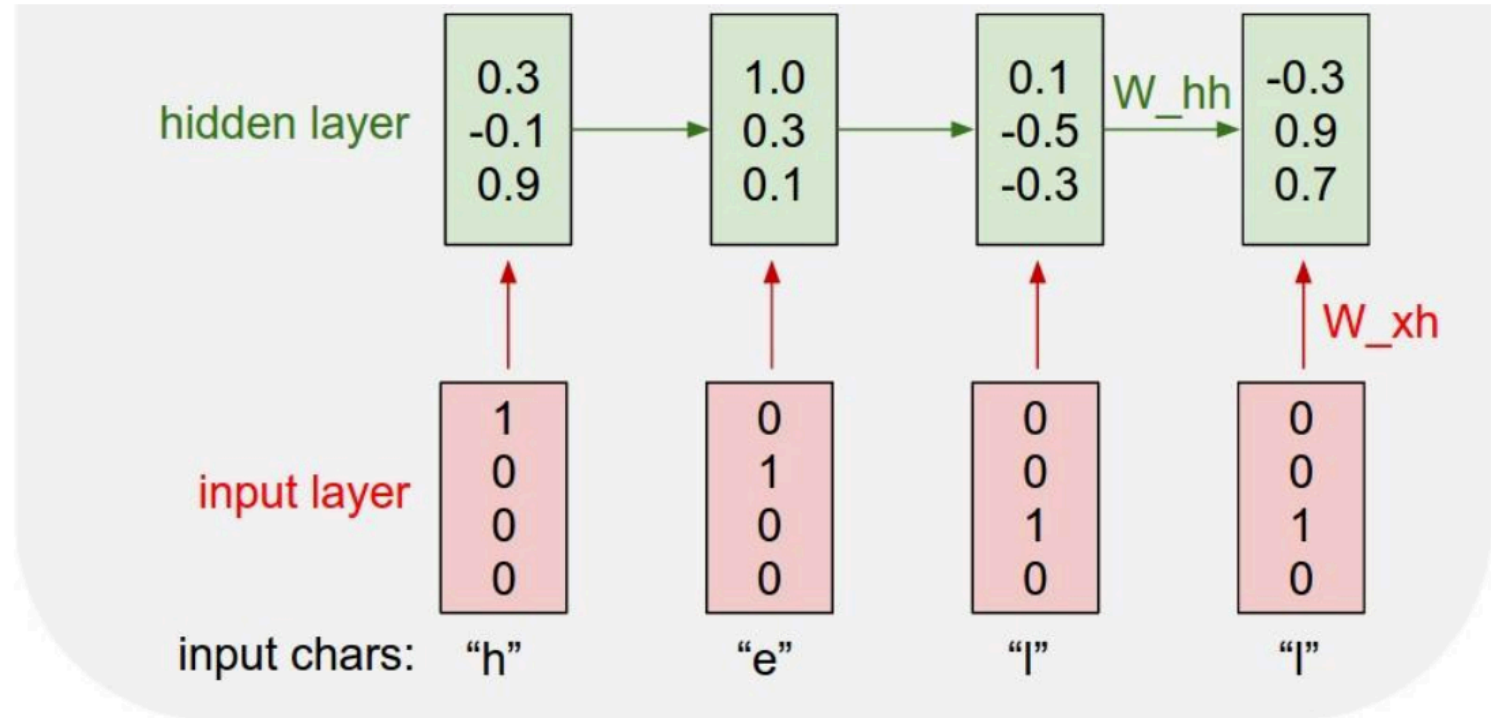 0.3 1.0 0.1 W_hh -0.3
hidden layer -0.1 0.3 -0.5 0.9
0.9 0.1 -0.3 0.7
W_xh
1 0 0 0
input layer 0 1 0 0
0 0 1 1
0 0 0 0
input chars: “h” “e” “l” “l”